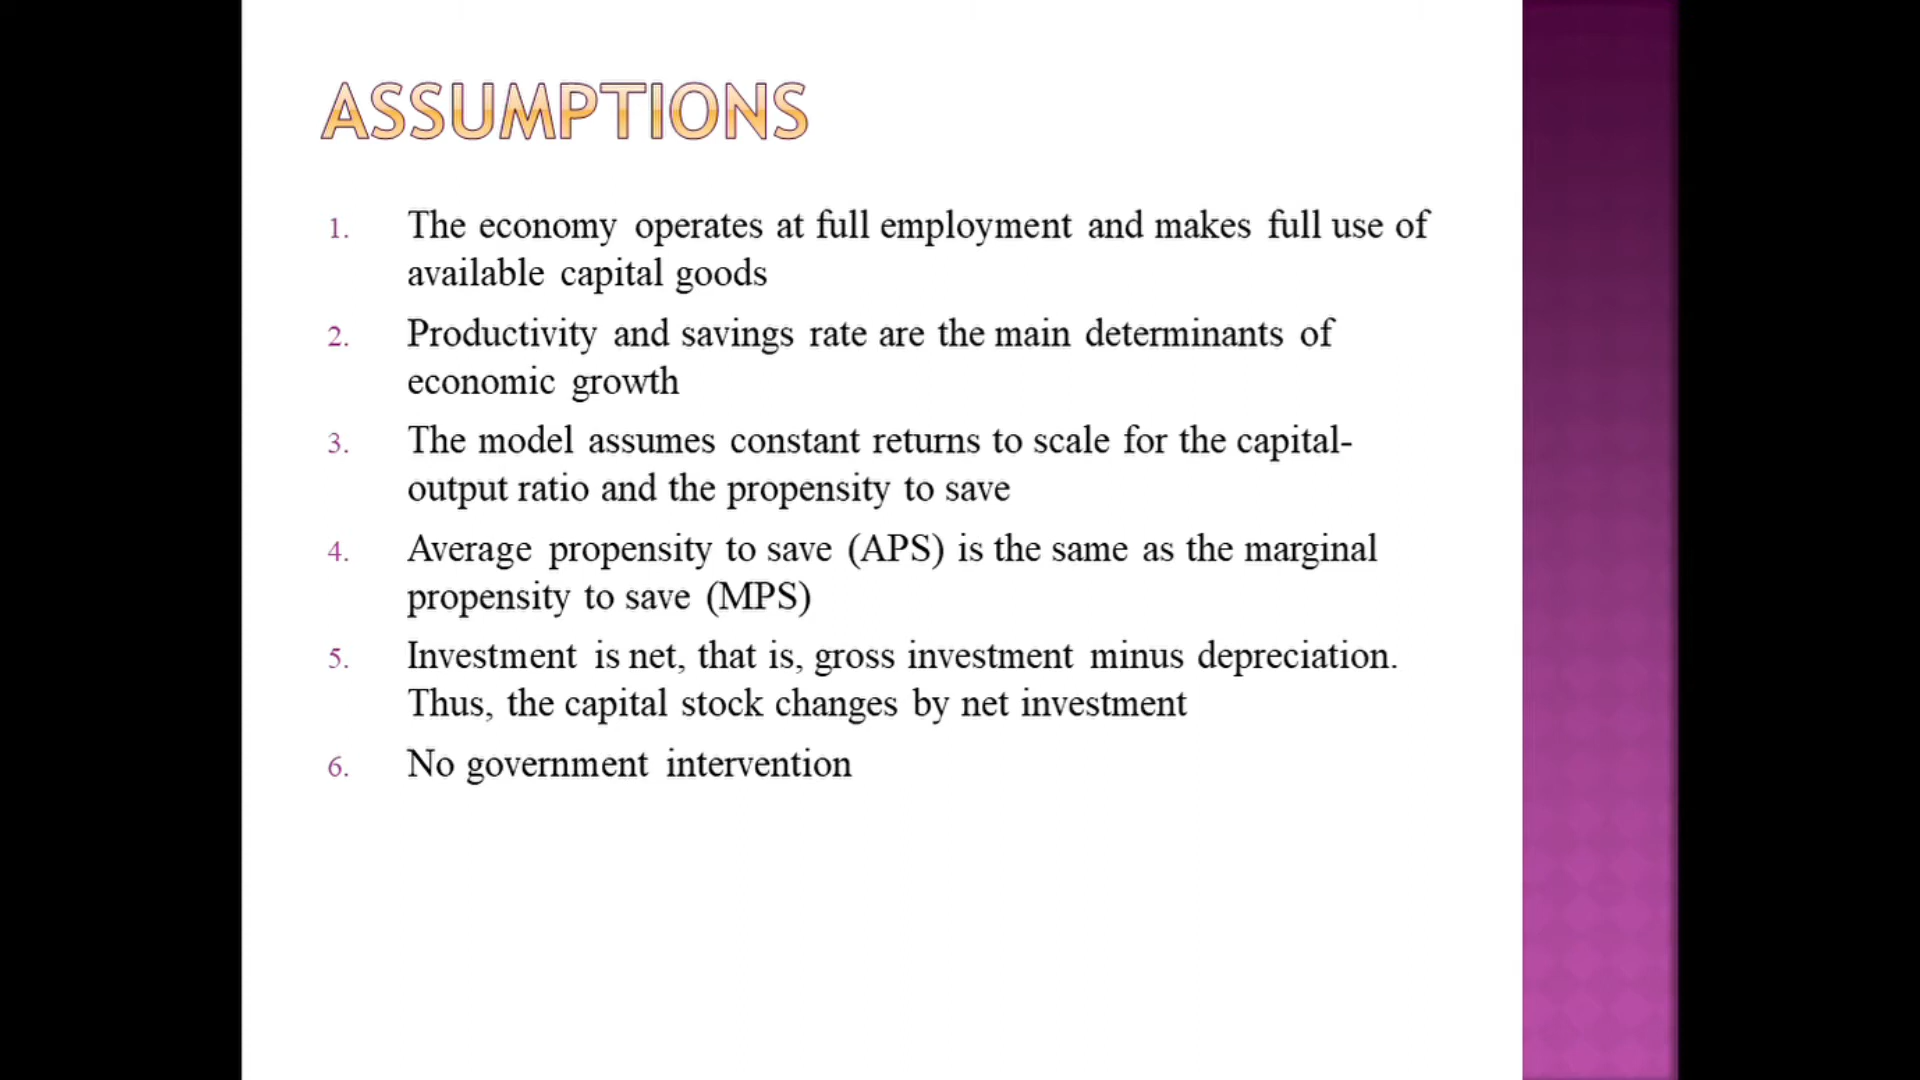 ASSUMPTIONS
1. The economy operates at full employment and makes full use of
available capital goods
2. Productivity and savings rate are the main determinants of
economic growth
3. The model assumes constant returns to scale for the capital-
output ratio and the propensity to save
4. Average propensity to save (APS) is the same as the marginal
propensity to save (MPS)
5. Investment is net, that is, gross investment minus depreciation.
Thus, the capital stock changes by net investment
6. No government intervention